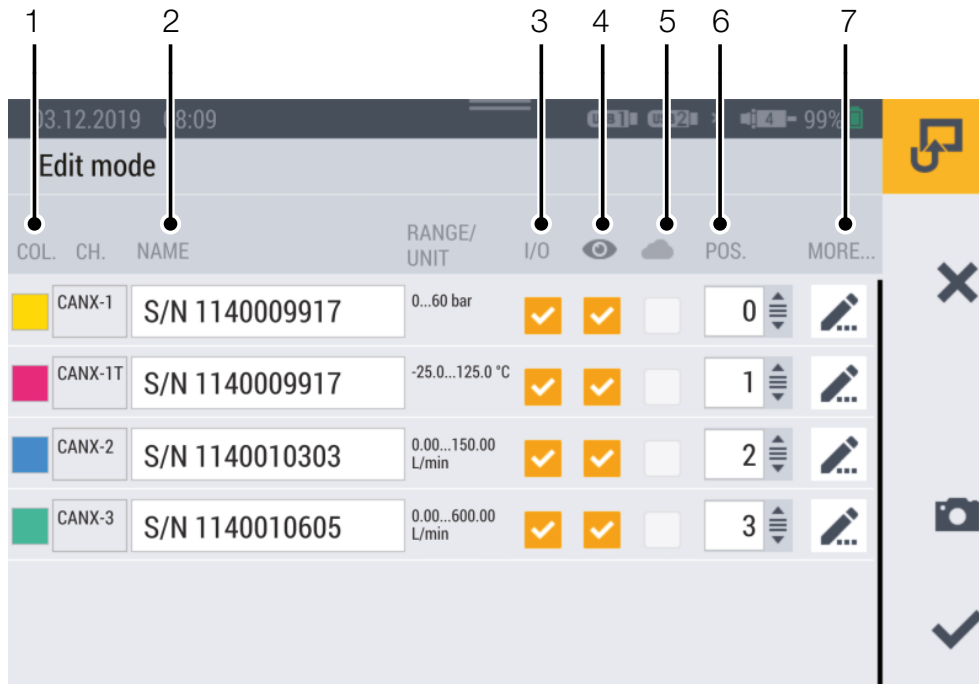 1 2 3 4 5 6 7
03.12.2019 08:09 4 99%
Edit mode
COL. CH. NAME RANGE/ UNIT I/O POS. MORE...
CANX-1 S/N 1140009917 0...60 bar 0
CANX-1T S/N 1140009917 -25.0...125.0 °C 1
CANX-2 S/N 1140010303 0.00...150.00 L/min 2
CANX-3 S/N 1140010605 0.00...600.00 L/min 3